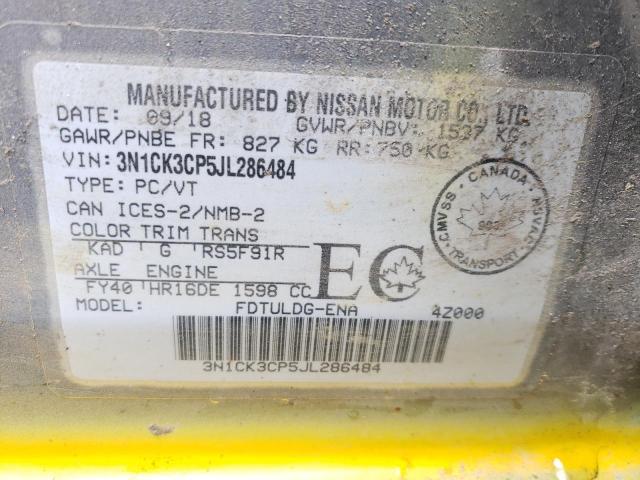 MANUFACTURED BY NISSAN MOTOR CO., LTD.
DATE: 09/18 GVWR/PNBV: 1537 KG
GAWR/PNBE FR: 827 KG RR: 750 KG
VIN: 3N1CK3CP5JL286484
TYPE: PC/VT
CAN ICES-2/NMB-2
COLOR TRIM TRANS
KAD G RS5F91R
AXLE ENGINE
FY40 HR16DE 1598 CC
MODEL: FDTULDG-ENA 4Z000
3N1CK3CP5JL286484
EC
CANADA
CMVSS NSVAC
TRANSPORT